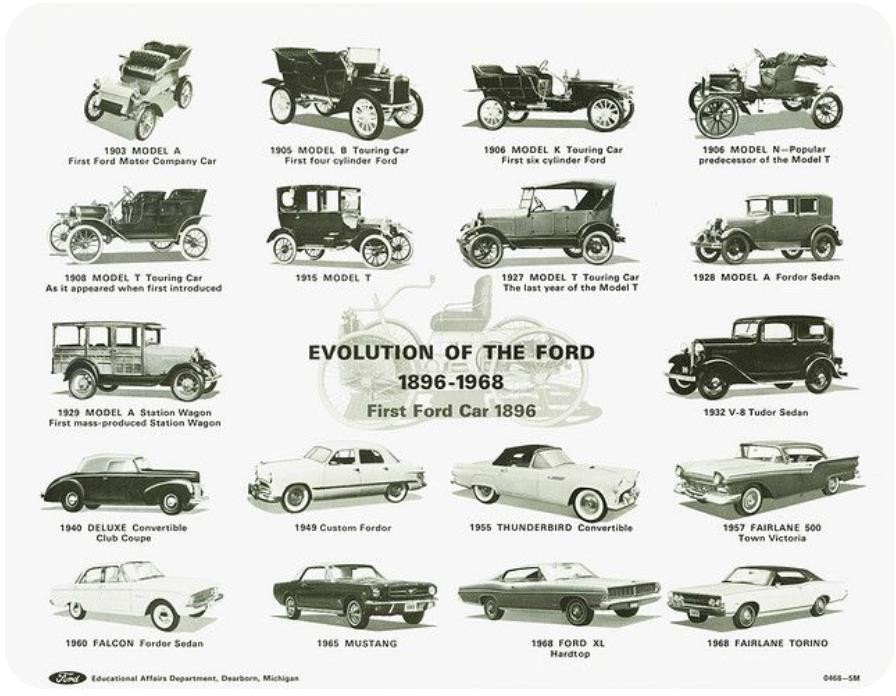 1903 MODEL A
First Ford Motor Company Car
1905 MODEL B Touring Car
First four cylinder Ford
1906 MODEL K Touring Car
First six cylinder Ford
1906 MODEL N—Popular
predecessor of the Model T
1908 MODEL T Touring Car
As it appeared when first introduced
1915 MODEL T
1927 MODEL T Touring Car
The last year of the Model T
1928 MODEL A Fordor Sedan
1929 MODEL A Station Wagon
First mass-produced Station Wagon
EVOLUTION OF THE FORD
1896-1968
First Ford Car 1896
1932 V-8 Tudor Sedan
1940 DELUXE Convertible
Club Coupe
1949 Custom Fordor
1955 THUNDERBIRD Convertible
1957 FAIRLANE 500
Town Victoria
1960 FALCON Fordor Sedan
1965 MUSTANG
1968 FORD XL
Hardtop
1968 FAIRLANE TORINO
Ford Educational Affairs Department, Dearborn, Michigan
0468—5M